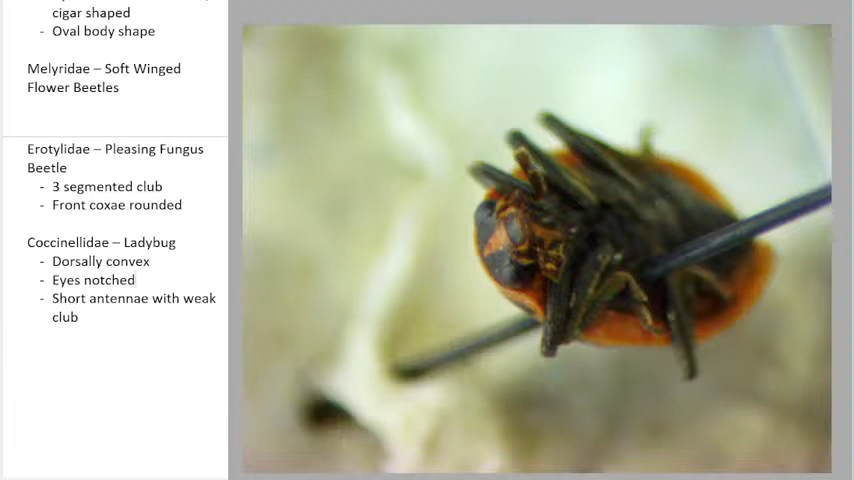 cigar shaped
- Oval body shape
Melyridae – Soft Winged
Flower Beetles
Erotylidae – Pleasing Fungus
Beetle
- 3 segmented club
- Front coxae rounded
Coccinellidae – Ladybug
- Dorsally convex
- Eyes notched
- Short antennae with weak
club